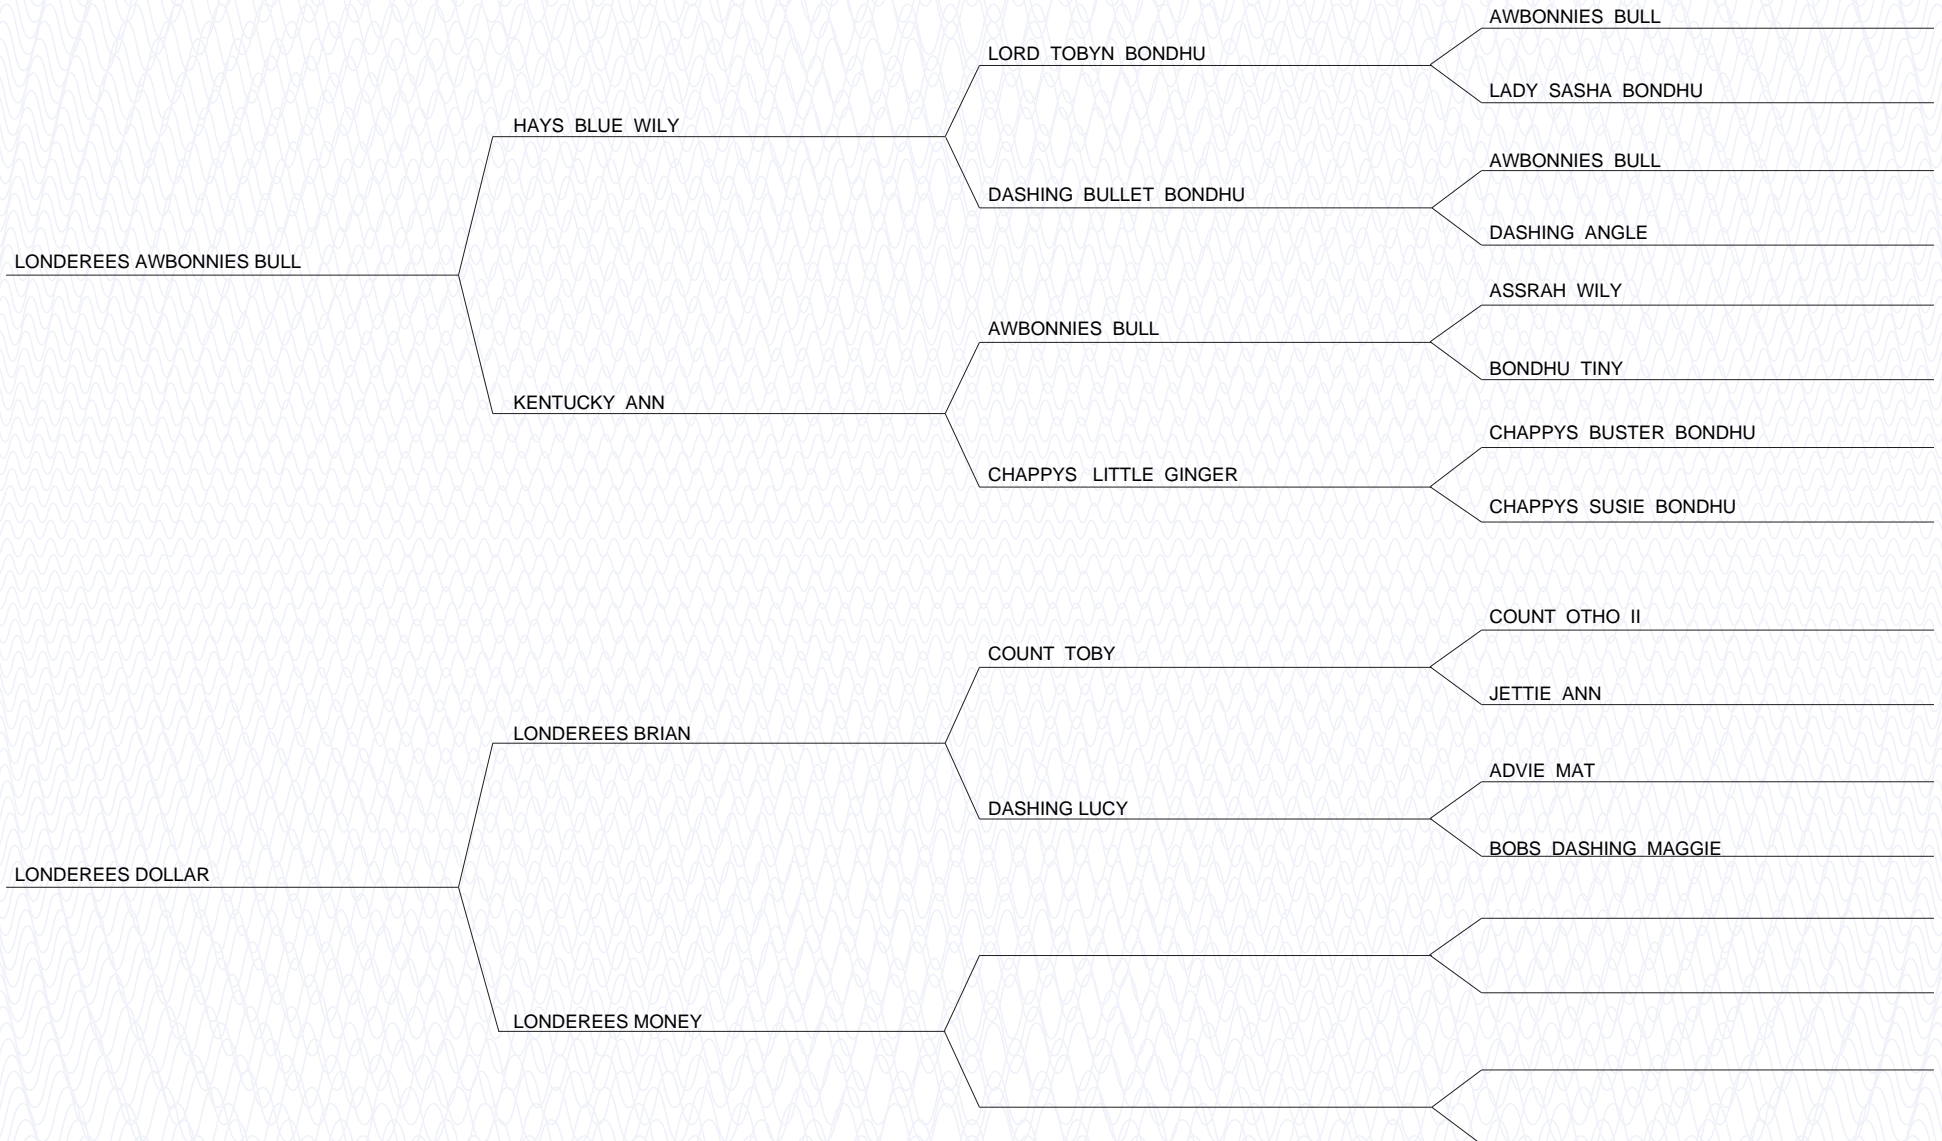 AWBONNIES BULL
LORD TOBYN BONDHU
LADY SASHA BONDHU
HAYS BLUE WILY
AWBONNIES BULL
DASHING BULLET BONDHU
DASHING ANGLE
LONDEREES AWBONNIES BULL
ASSRAH WILY
AWBONNIES BULL
BONDHU TINY
KENTUCKY ANN
CHAPPYS BUSTER BONDHU
CHAPPYS LITTLE GINGER
CHAPPYS SUSIE BONDHU
COUNT OTHO II
COUNT TOBY
JETTIE ANN
LONDEREES BRIAN
ADVIE MAT
DASHING LUCY
BOBS DASHING MAGGIE
LONDEREES DOLLAR
LONDEREES MONEY